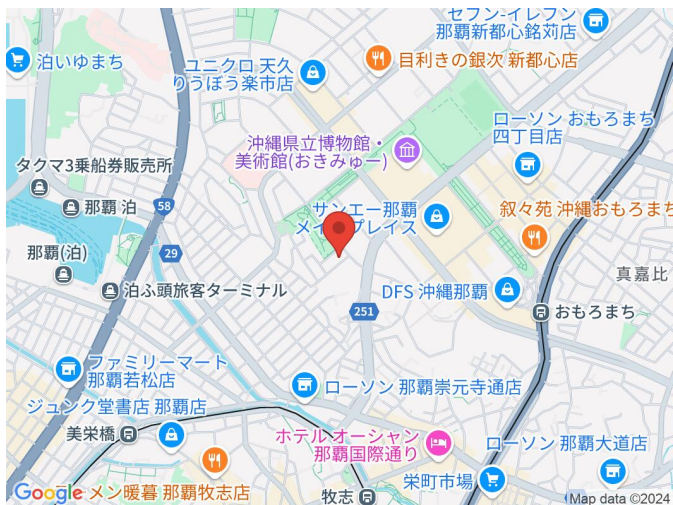 セブン-イレブン
那覇新都心銘苅店
泊いゆまち
ユニクロ 天久
りうぼう楽市店
目利きの銀次 新都心店
沖縄県立博物館・
美術館(おきみゅー)
ローソン おもろまち
四丁目店
タクマ3乗船券販売所
那覇 泊
58
サンエー那覇
メインプレイス
叙々苑 沖縄おもろまち
29
那覇(泊)
泊ふ頭旅客ターミナル
真嘉比
DFS 沖縄那覇
251
おもろまち
ファミリーマート
那覇若松店
ローソン 那覇崇元寺通店
ジュンク堂書店 那覇店
美栄橋
ホテル オーシャン
那覇国際通り
ローソン 那覇大道店
栄町市場
Google
メン暖暮 那覇牧志店
牧志
Map data ©2024